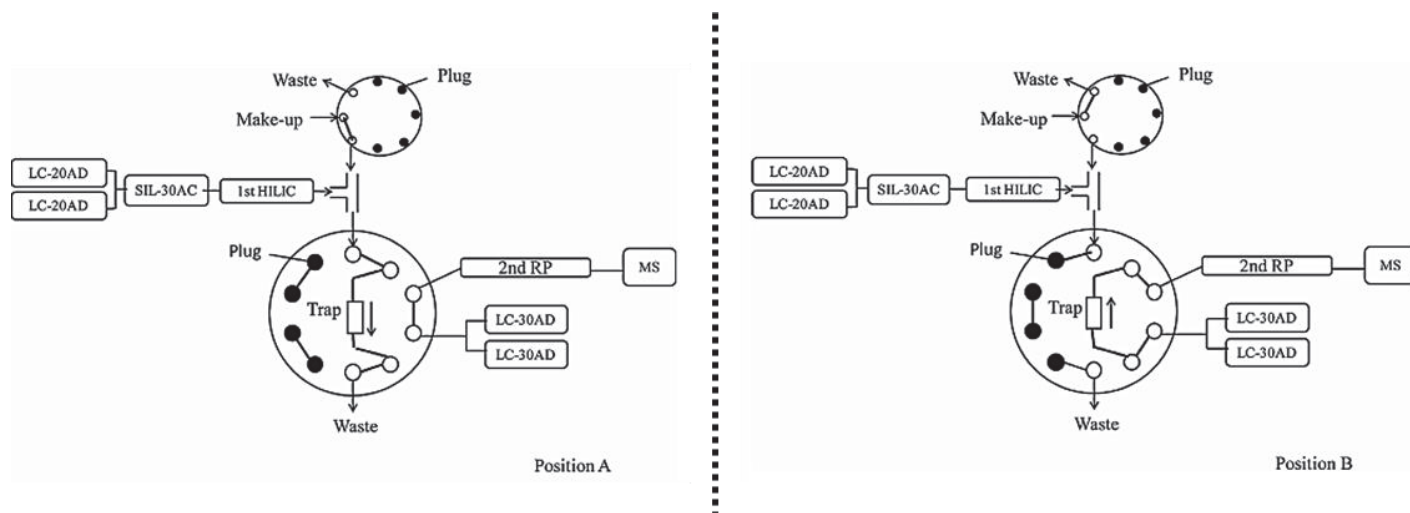 Waste
Plug
Make-up
LC-20AD
LC-20AD
SIL-30AC
1st HILIC
Plug
2nd RP
MS
Trap
LC-30AD
LC-30AD
Waste
Position A
Waste
Plug
Make-up
LC-20AD
LC-20AD
SIL-30AC
1st HILIC
Plug
2nd RP
MS
Trap
LC-30AD
LC-30AD
Waste
Position B